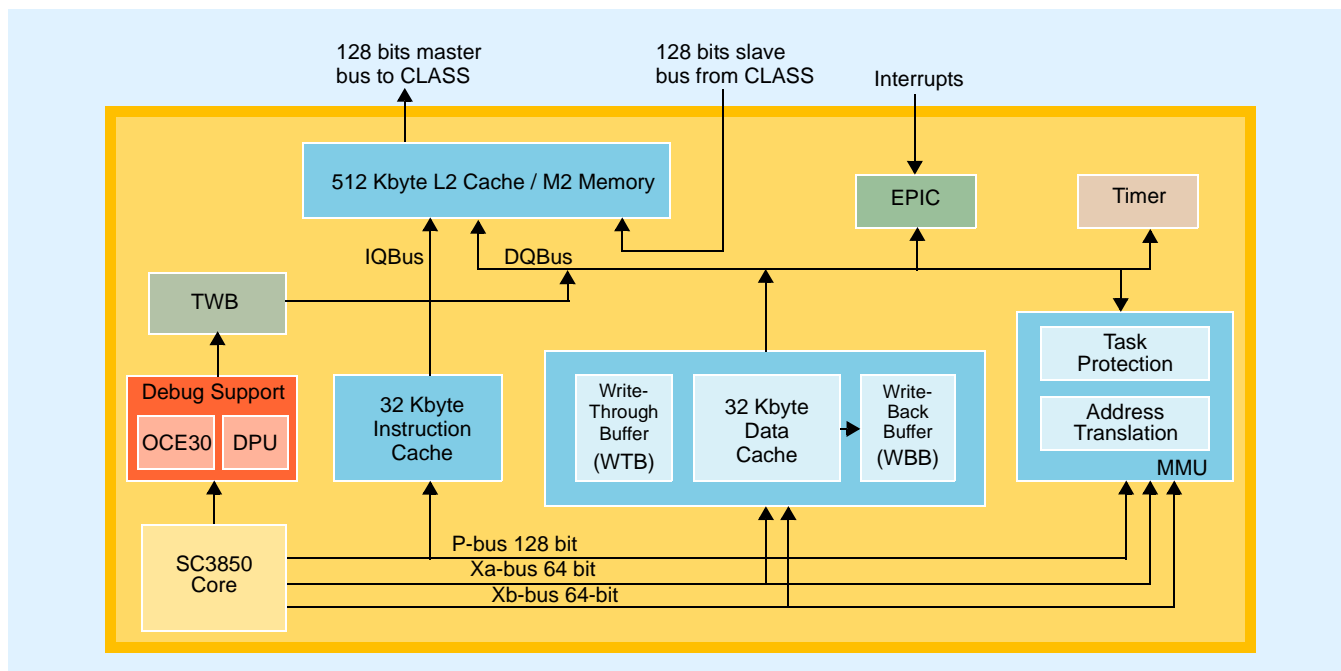 128 bits master
bus to CLASS
128 bits slave
bus from CLASS
Interrupts
512 Kbyte L2 Cache / M2 Memory
EPIC
Timer
IQBus
DQBus
TWB
Task
Protection
Address
Translation
MMU
Debug Support
OCE30
DPU
32 Kbyte
Instruction
Cache
Write-
Through
Buffer
(WTB)
32 Kbyte
Data
Cache
Write-
Back
Buffer
(WBB)
SC3850
Core
P-bus 128 bit
Xa-bus 64 bit
Xb-bus 64-bit